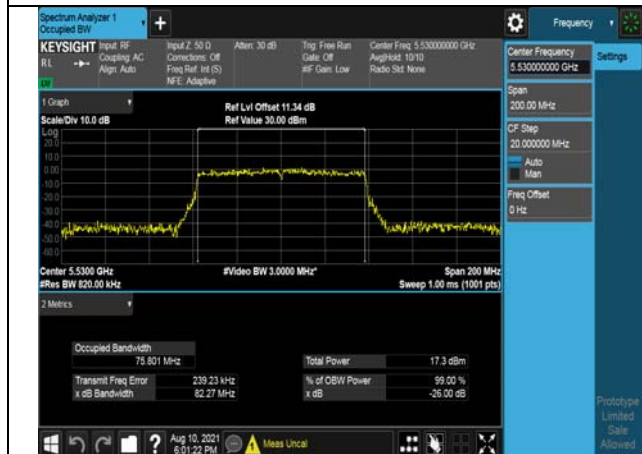 Spectrum Analyzer 1
Occupied BW
Frequency
KEYSIGHT
Input: RF
Coupling: AC
Align: Auto
Input Z: 50 Ω
Corrections: Off
Freq Ref: Int (S)
NFE: Adaptive
Atten: 30 dB
Trig: Free Run
Gate: Off
#IF Gain: Low
Center Freq: 5.530000000 GHz
Avg|Hold: 10/10
Radio Std: None
RL
Center Frequency
5.530000000 GHz
Settings
Span
200.00 MHz
CF Step
20.000000 MHz
Auto
Man
Freq Offset
0 Hz
1 Graph
Scale/Div 10.0 dB
Ref Lvl Offset 11.34 dB
Ref Value 30.00 dBm
Log
20.0
10.0
0.00
-10.0
-20.0
-30.0
-40.0
-50.0
-60.0
Center 5.5300 GHz
#Res BW 820.00 kHz
#Video BW 3.0000 MHz*
Span 200 MHz
Sweep 1.00 ms (1001 pts)
2 Metrics
Occupied Bandwidth
75.801 MHz
Total Power 17.3 dBm
Transmit Freq Error 239.23 kHz
% of OBW Power 99.00 %
x dB Bandwidth 82.27 MHz
x dB -26.00 dB
Prototype
Limited
Sale
Allowed
?
Aug 10, 2021
6:01:22 PM
Meas Uncal